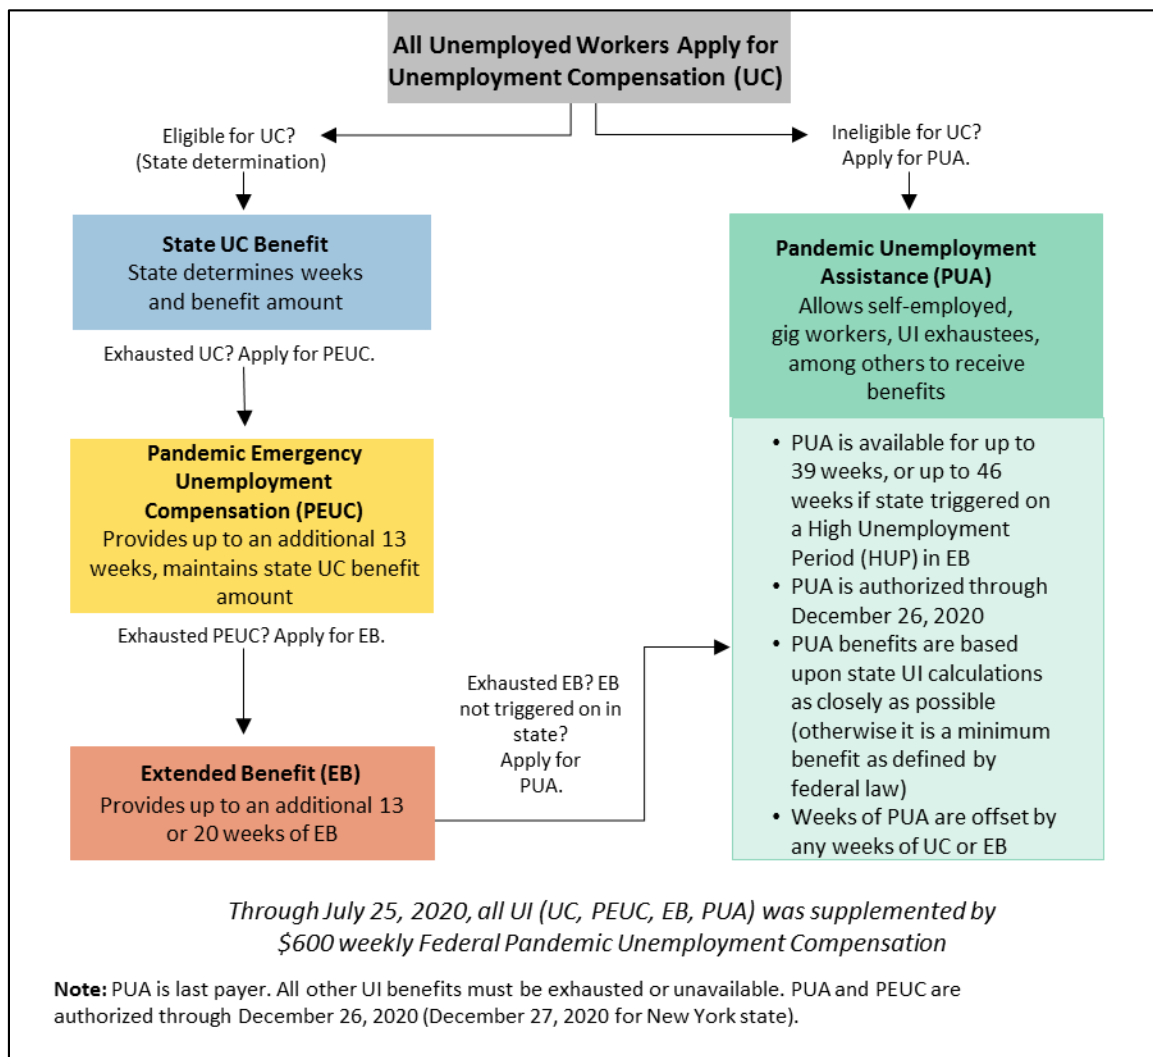 All Unemployed Workers Apply for
Unemployment Compensation (UC)
Eligible for UC?
(State determination)
Ineligible for UC?
Apply for PUA.
State UC Benefit
State determines weeks
and benefit amount
Exhausted UC? Apply for PEUC.
Pandemic Emergency
Unemployment
Compensation (PEUC)
Provides up to an additional 13
weeks, maintains state UC benefit
amount
Exhausted PEUC? Apply for EB.
Extended Benefit (EB)
Provides up to an additional 13
or 20 weeks of EB
Exhausted EB? EB
not triggered on in
state?
Apply for
PUA.
Pandemic Unemployment
Assistance (PUA)
Allows self-employed,
gig workers, UI exhaustees,
among others to receive
benefits
• PUA is available for up to
39 weeks, or up to 46
weeks if state triggered on
a High Unemployment
Period (HUP) in EB
• PUA is authorized through
December 26, 2020
• PUA benefits are based
upon state UI calculations
as closely as possible
(otherwise it is a minimum
benefit as defined by
federal law)
• Weeks of PUA are offset by
any weeks of UC or EB
Through July 25, 2020, all UI (UC, PEUC, EB, PUA) was supplemented by
$600 weekly Federal Pandemic Unemployment Compensation
Note: PUA is last payer. All other UI benefits must be exhausted or unavailable. PUA and PEUC are
authorized through December 26, 2020 (December 27, 2020 for New York state).